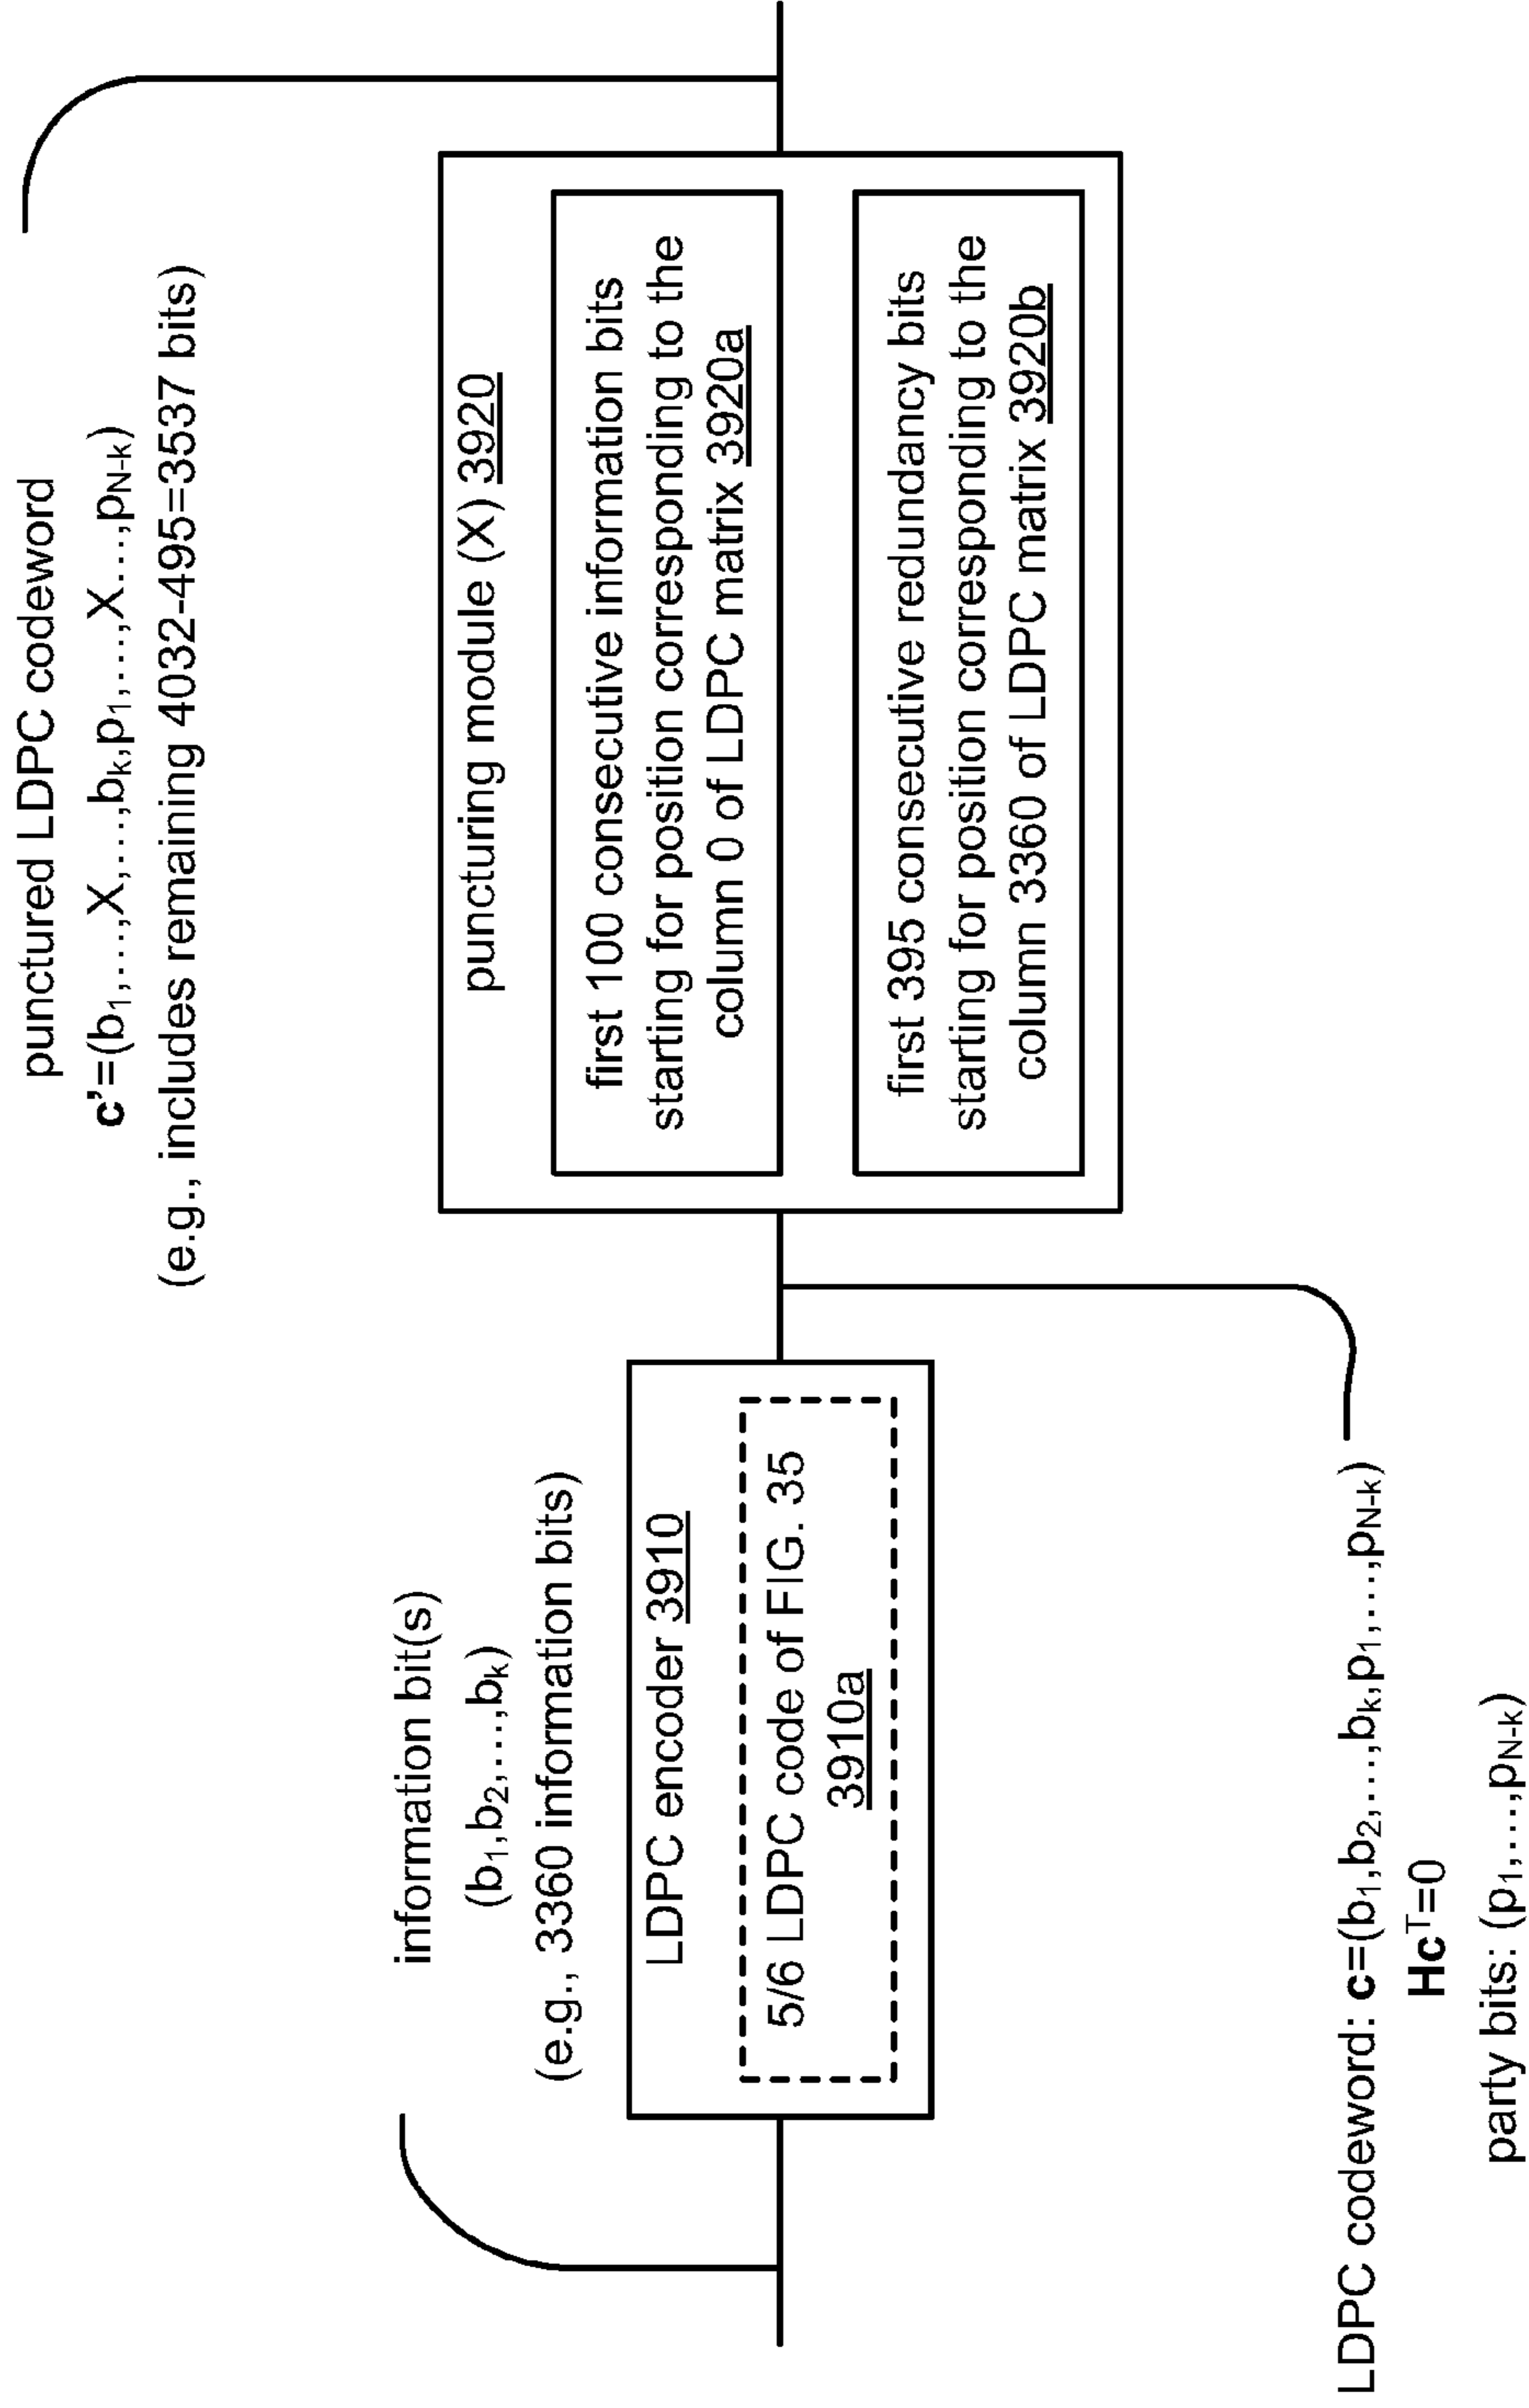 information bit(s)
(b₁,b₂,...,bₖ)
(e.g., 3360 information bits)
LDPC encoder 3910
5/6 LDPC code of FIG. 35
3910a
LDPC codeword: c=(b₁,b₂,...,bₖ,p₁,...,p_N-k)
Hcᵀ=0
party bits: (p₁,...,p_N-k)
puncturing module (X) 3920
first 100 consecutive information bits
starting for position corresponding to the
column 0 of LDPC matrix 3920a
first 395 consecutive redundancy bits
starting for position corresponding to the
column 3360 of LDPC matrix 3920b
punctured LDPC codeword
c'=(b₁,...,X,...,bₖ,p₁,...,X...,p_N-k)
(e.g., includes remaining 4032-495=3537 bits)